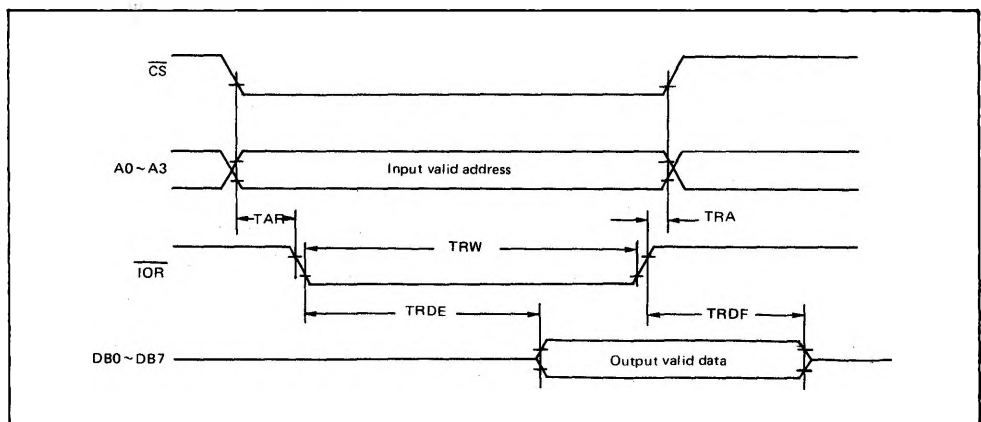 CS
A0~A3
Input valid address
TAR
TRA
IOR
TRW
TRDE
TRDF
DB0~DB7
Output valid data